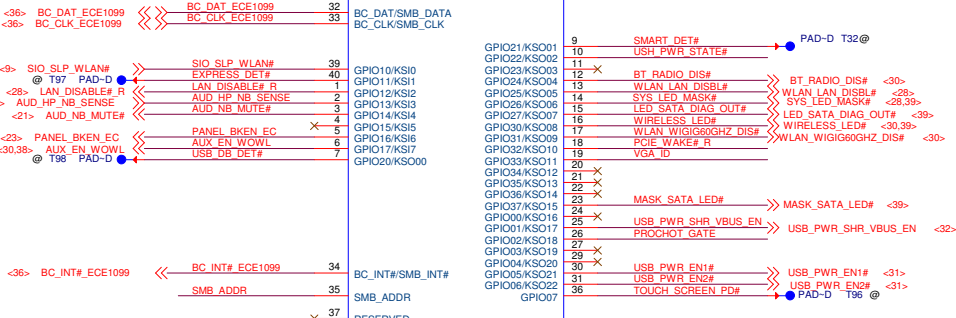 <36> BC_DAT_ECE1099 BC_DAT_ECE1099 32 BC_DAT/SMB_DATA
<36> BC_CLK_ECE1099 BC_CLK_ECE1099 33 BC_CLK/SMB_CLK
<9> SIO_SLP_WLAN# SIO_SLP_WLAN# 39 GPIO10/KSI0
@ T97 PAD~D EXPRESS_DET# 40 GPIO11/KSI1
<28> LAN_DISABLE#_R LAN_DISABLE#_R 1 GPIO12/KSI2
AUD_HP_NB_SENSE AUD_HP_NB_SENSE 2 GPIO13/KSI3
<21> AUD_NB_MUTE# AUD_NB_MUTE# 3 GPIO14/KSI4
4 GPIO15/KSI5
<23> PANEL_BKEN_EC PANEL_BKEN_EC 5 GPIO16/KSI6
<30,38> AUX_EN_WOWL AUX_EN_WOWL 6 GPIO17/KSI7
@ T98 PAD~D USB_DB_DET# 7 GPIO20/KSO00
<36> BC_INT#_ECE1099 BC_INT#_ECE1099 34 BC_INT#/SMB_INT#
SMB_ADDR 35 SMB_ADDR
37
GPIO21/KSO01 9 SMART_DET# PAD~D T32@
GPIO22/KSO02 10 USH_PWR_STATE#
GPIO23/KSO03 11
GPIO24/KSO04 12 BT_RADIO_DIS# BT_RADIO_DIS# <30>
GPIO25/KSO05 13 WLAN_LAN_DISBL# WLAN_LAN_DISBL# <28>
GPIO26/KSO06 14 SYS_LED_MASK# SYS_LED_MASK# <28,39>
GPIO27/KSO07 15 LED_SATA_DIAG_OUT# LED_SATA_DIAG_OUT# <39>
GPIO30/KSO08 16 WIRELESS_LED# WIRELESS_LED# <30,39>
GPIO31/KSO09 17 WLAN_WIGIG60GHZ_DIS# WLAN_WIGIG60GHZ_DIS# <30>
GPIO32/KSO10 18 PCIE_WAKE#_R
GPIO33/KSO11 19 VGA_ID
GPIO34/KSO12 20
GPIO35/KSO13 21
GPIO36/KSO14 22
GPIO37/KSO15 23 MASK_SATA_LED# MASK_SATA_LED# <39>
GPIO00/KSO16 24
GPIO01/KSO17 25 USB_PWR_SHR_VBUS_EN USB_PWR_SHR_VBUS_EN <32>
GPIO02/KSO18 26 PROCHOT_GATE
GPIO03/KSO19 27
GPIO04/KSO20 29
GPIO05/KSO21 30 USB_PWR_EN1# USB_PWR_EN1# <31>
GPIO06/KSO22 31 USB_PWR_EN2# USB_PWR_EN2# <31>
GPIO07 36 TOUCH_SCREEN_PD# PAD~D T96 @